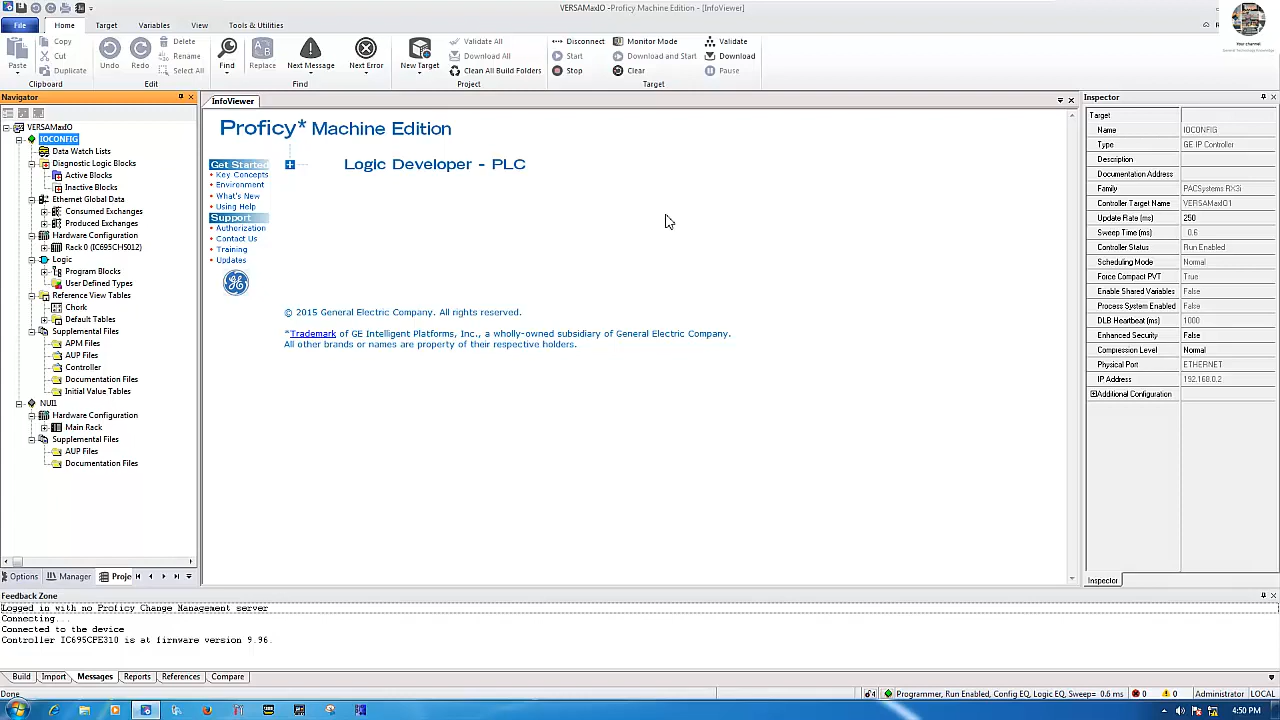 VERSAMaxIO -Proficy Machine Edition - [InfoViewer]
File
Home
Target
Variables
View
Tools & Utilities
Paste
Copy
Cut
Duplicate
Clipboard
Undo
Redo
Delete
Rename
Select All
Edit
Find
Replace
Next Message
Next Error
Find
New Target
Validate All
Download All
Clean All Build Folders
Project
Disconnect
Start
Stop
Monitor Mode
Download and Start
Clear
Validate
Download
Pause
Target
Your channel
Navigator
VERSAMaxIO
IOCONFIG
Data Watch Lists
Diagnostic Logic Blocks
Active Blocks
Inactive Blocks
Ethernet Global Data
Consumed Exchanges
Produced Exchanges
Hardware Configuration
Rack 0 (IC695CHS012)
Logic
Program Blocks
User Defined Types
Reference View Tables
Chork
Default Tables
Supplemental Files
APM Files
AUP Files
Controller
Documentation Files
Initial Value Tables
NUI1
Hardware Configuration
Main Rack
Supplemental Files
AUP Files
Documentation Files
Options
Manager
Proje
InfoViewer
Proficy* Machine Edition
Get Started
Key Concepts
Environment
What's New
Using Help
Support
Authorization
Contact Us
Training
Updates
Logic Developer - PLC
© 2015 General Electric Company. All rights reserved.
*Trademark of GE Intelligent Platforms, Inc., a wholly-owned subsidiary of General Electric Company.
All other brands or names are property of their respective holders.
Inspector
Target
Name IOCONFIG
Type GE IP Controller
Description
Documentation Address
Family PACSystems RX3i
Controller Target Name VERSAMaxIO1
Update Rate (ms) 250
Sweep Time (ms) 0.6
Controller Status Run Enabled
Scheduling Mode Normal
Force Compact PVT True
Enable Shared Variables False
Process System Enabled False
DLB Heartbeat (ms) 1000
Enhanced Security False
Compression Level Normal
Physical Port ETHERNET
IP Address 192.168.0.2
Additional Configuration
Inspector
Feedback Zone
Logged in with no Proficy Change Management server
Connecting...
Connected to the device
Controller IC695CPE310 is at firmware version 9.96.
Build
Import
Messages
Reports
References
Compare
Done
Programmer, Run Enabled, Config EQ, Logic EQ, Sweep= 0.6 ms
0
0
Administrator
LOCAL
4:50 PM